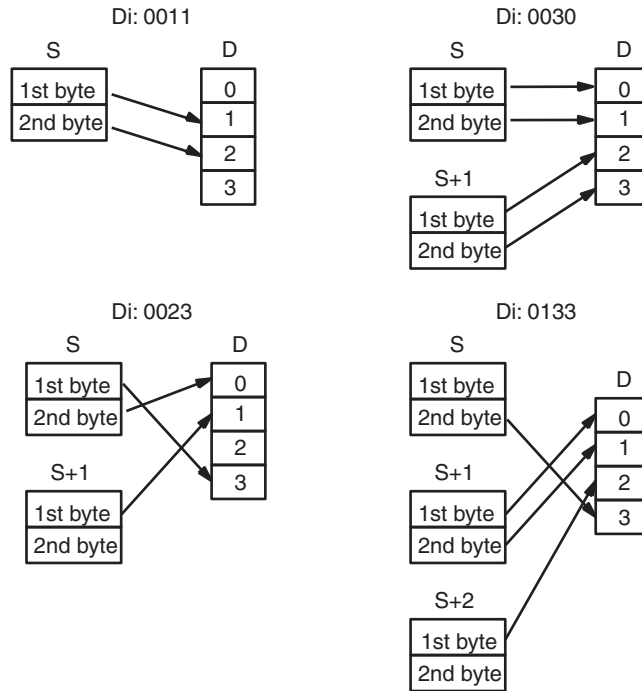 Di: 0011
S
D
1st byte
2nd byte
0
1
2
3
Di: 0030
S
D
1st byte
2nd byte
S+1
1st byte
2nd byte
0
1
2
3
Di: 0023
S
D
1st byte
2nd byte
S+1
1st byte
2nd byte
0
1
2
3
Di: 0133
S
D
1st byte
2nd byte
S+1
1st byte
2nd byte
S+2
1st byte
2nd byte
0
1
2
3